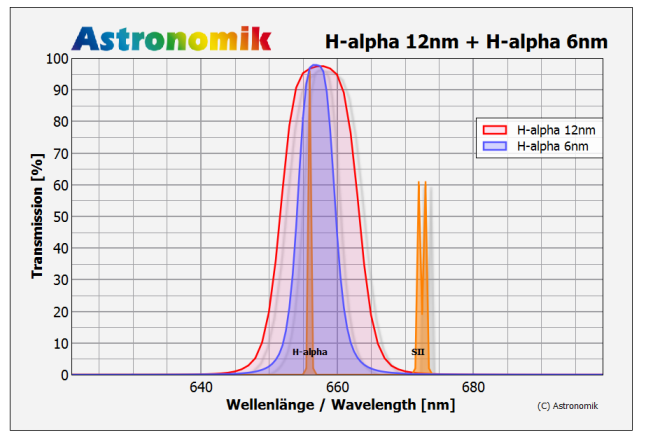 Astronomik
H-alpha 12nm + H-alpha 6nm
100
90
80
70
60
50
40
30
20
10
0
Transmission [%]
H-alpha 12nm
H-alpha 6nm
H-alpha
SII
640
660
680
Wellenlänge / Wavelength [nm]
(C) Astronomik